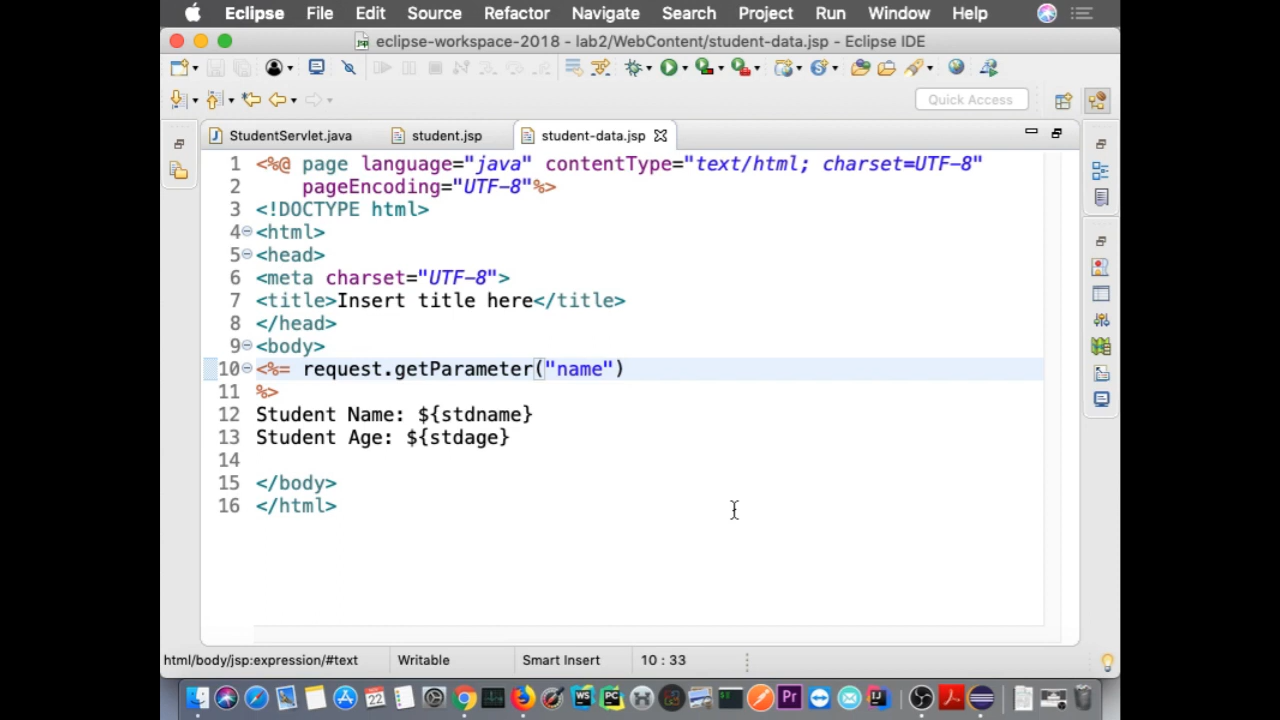 Eclipse File Edit Source Refactor Navigate Search Project Run Window Help
eclipse-workspace-2018 - lab2/WebContent/student-data.jsp - Eclipse IDE
Quick Access
StudentServlet.java student.jsp student-data.jsp
1 <%@ page language="java" contentType="text/html; charset=UTF-8"
2 pageEncoding="UTF-8"%>
3 <!DOCTYPE html>
4 <html>
5 <head>
6 <meta charset="UTF-8">
7 <title>Insert title here</title>
8 </head>
9 <body>
10 <%= request.getParameter("name")
11 %>
12 Student Name: ${stdname}
13 Student Age: ${stdage}
14
15 </body>
16 </html>
html/body/jsp:expression/#text Writable Smart Insert 10 : 33